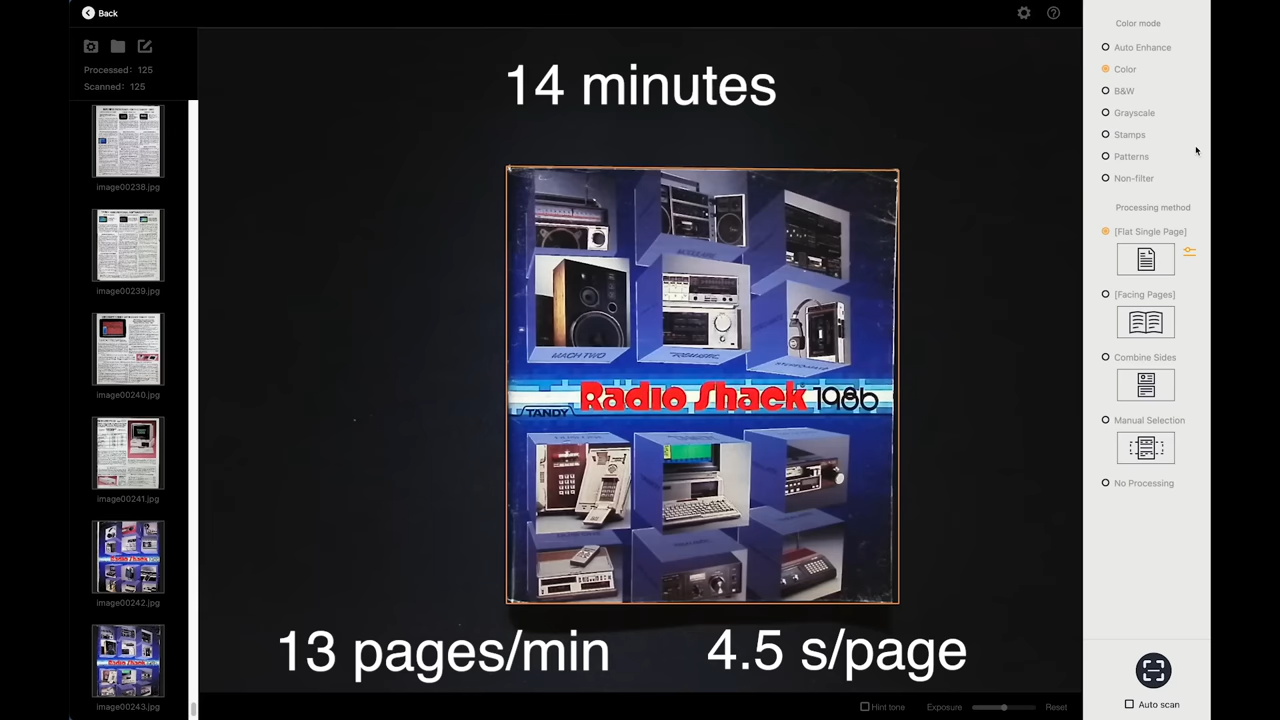 Back
Processed: 125
Scanned: 125
image00238.jpg
image00239.jpg
image00240.jpg
image00241.jpg
image00242.jpg
image00243.jpg
14 minutes
MACH TWO
REALISTIC
TANDY
Radio Shack 1986
13 pages/min
4.5 s/page
Hint tone
Exposure
Reset
Color mode
Auto Enhance
Color
B&W
Grayscale
Stamps
Patterns
Non-filter
Processing method
[Flat Single Page]
[Facing Pages]
Combine Sides
Manual Selection
No Processing
Auto scan